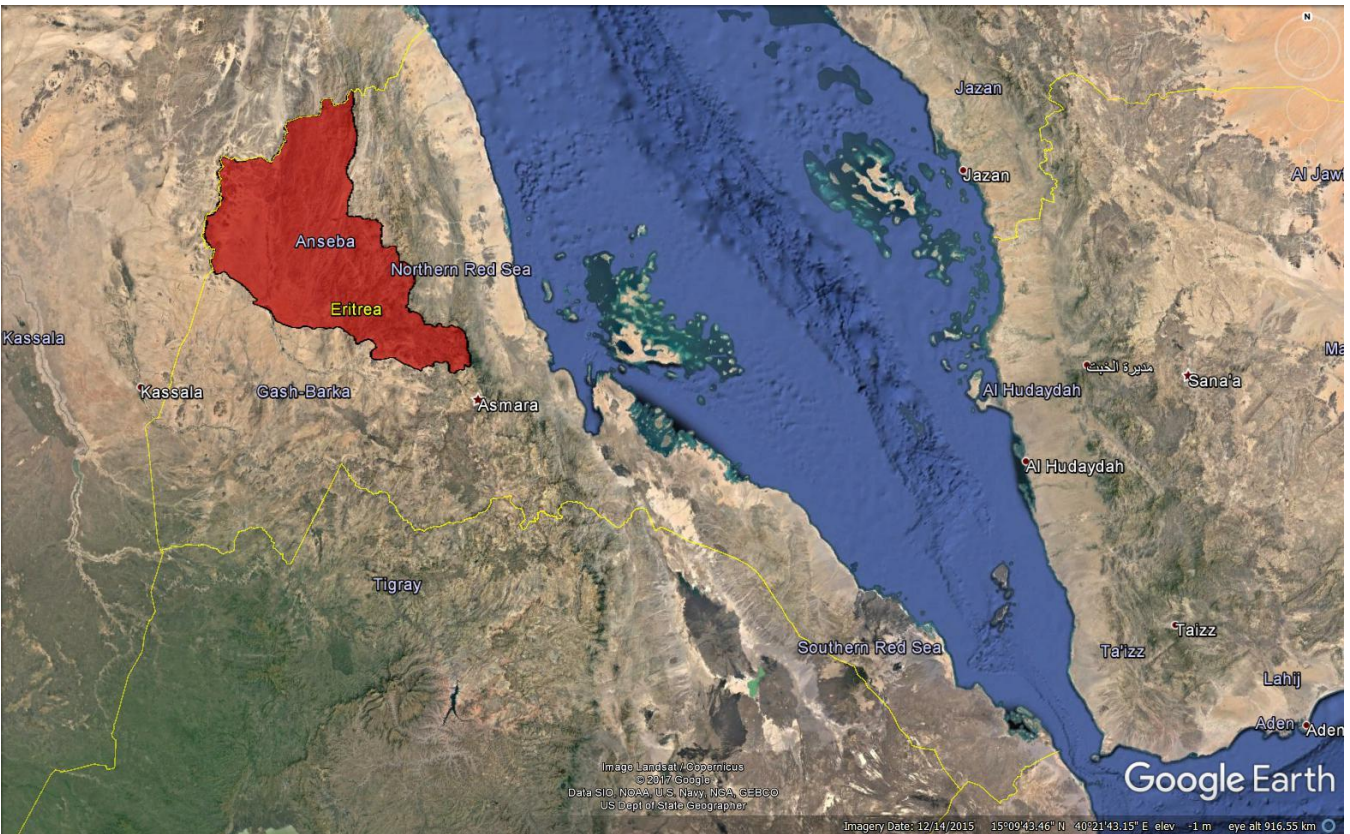 N
Jazan
Jazan
Al Jawf
Anseba
Northern Red Sea
Eritrea
Kassala
Kassala
Gash-Barka
Asmara
مديرة الخبت
Sana'a
Al Hudaydah
Al Hudaydah
Tigray
Southern Red Sea
Taizz
Ta'izz
Lahij
Aden
Aden
Image Landsat / Copernicus
© 2017 Google
Data SIO, NOAA, U.S. Navy, NGA, GEBCO
US Dept of State Geographer
Google Earth
Imagery Date: 12/14/2015 15°09'43.46" N 40°21'43.15" E elev -1 m eye alt 916.55 km